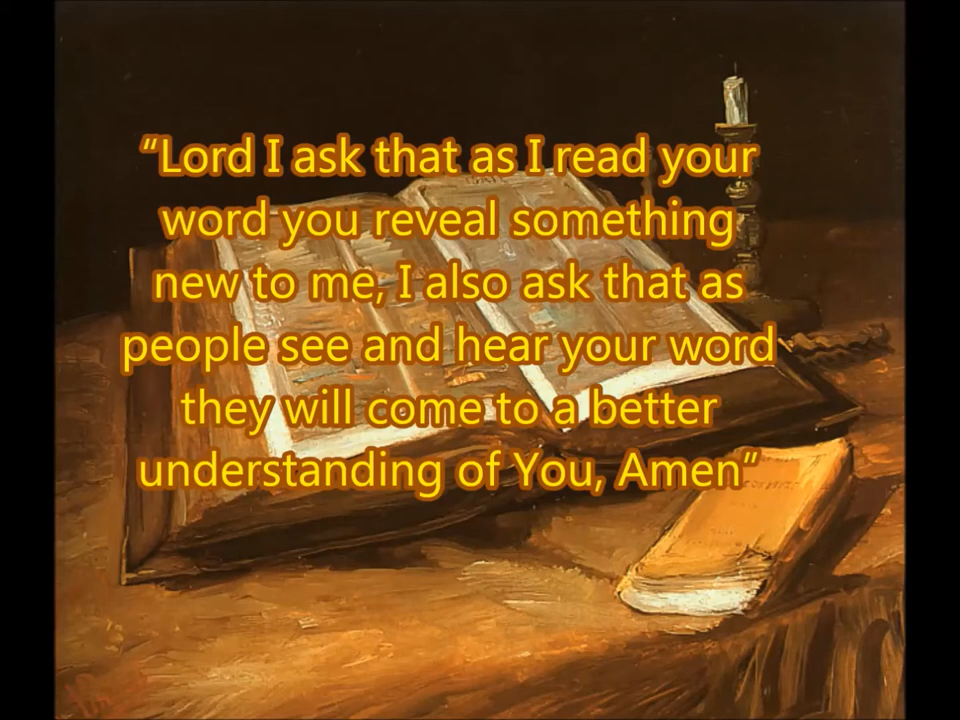 “Lord I ask that as I read your
word you reveal something
new to me, I also ask that as
people see and hear your word
they will come to a better
understanding of You, Amen”